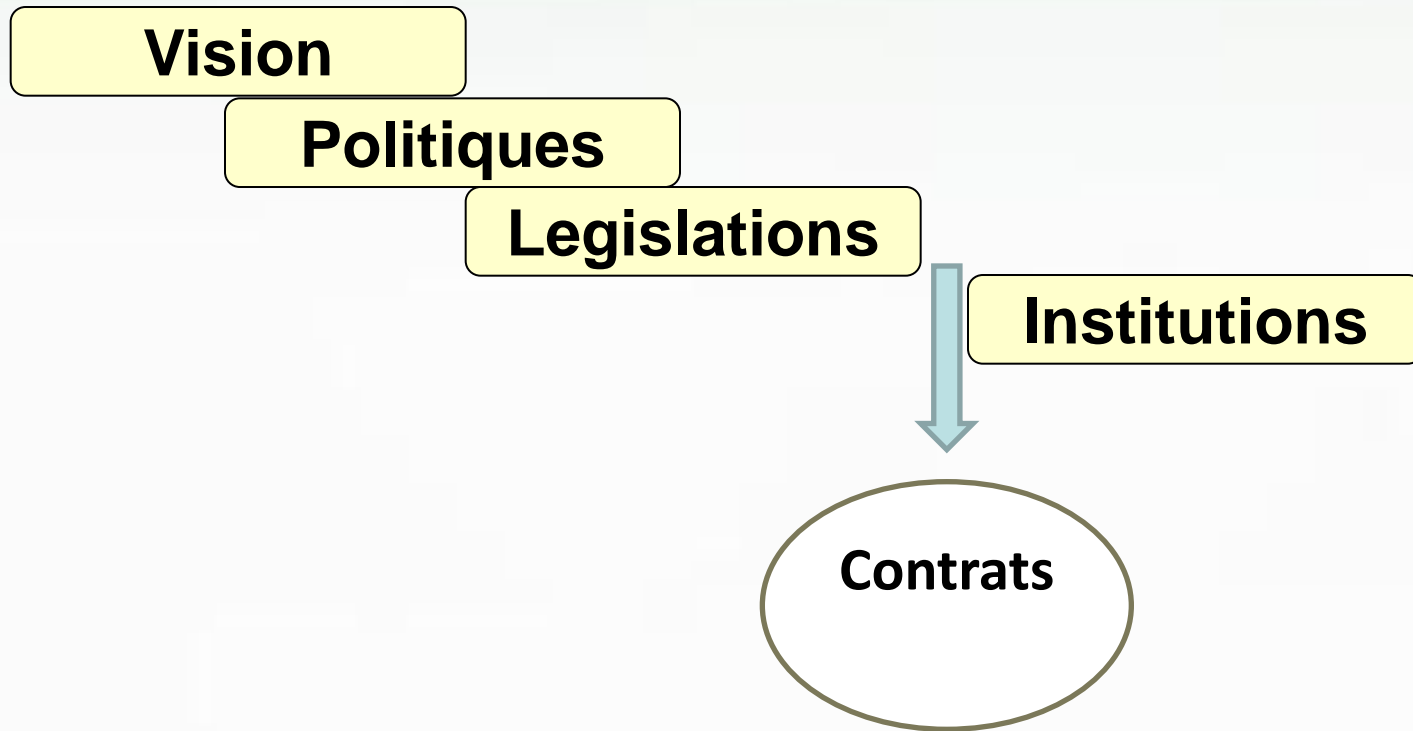 Vision
Politiques
Legislations
Institutions
Contrats